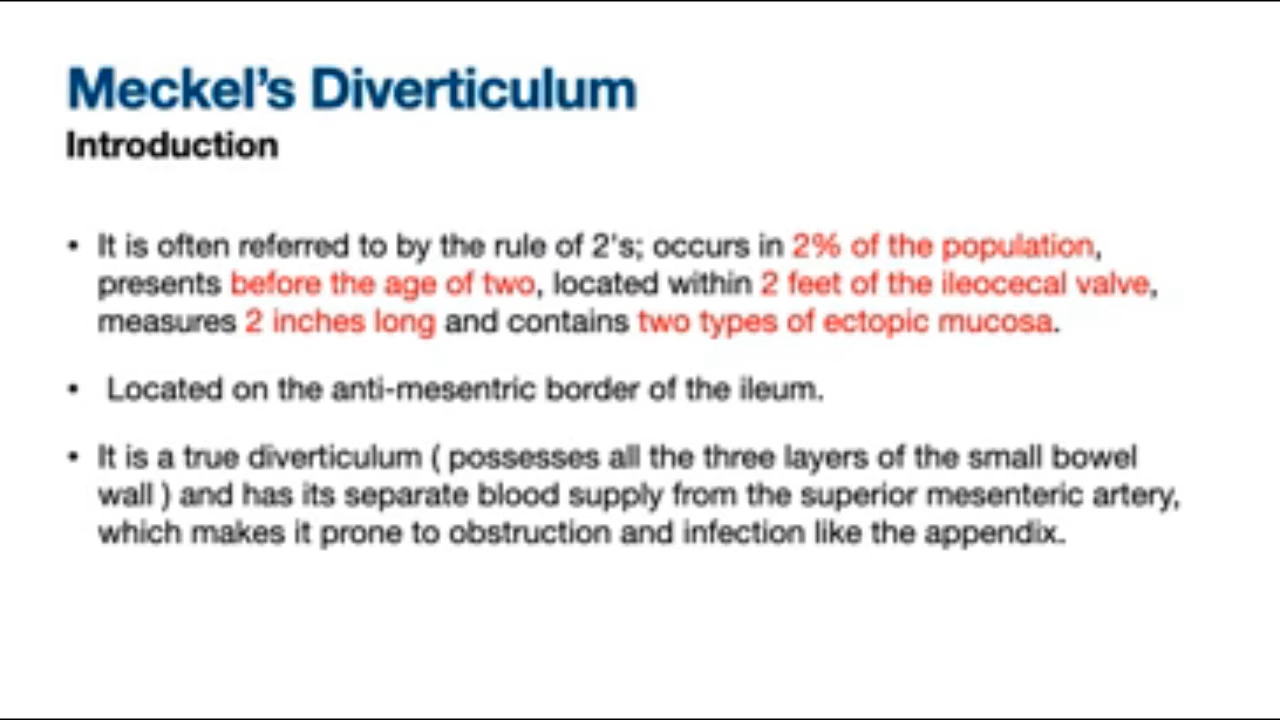 Meckel's Diverticulum
Introduction
• It is often referred to by the rule of 2's; occurs in 2% of the population,
presents before the age of two, located within 2 feet of the ileocecal valve,
measures 2 inches long and contains two types of ectopic mucosa.
• Located on the anti-mesentric border of the ileum.
• It is a true diverticulum ( possesses all the three layers of the small bowel
wall ) and has its separate blood supply from the superior mesenteric artery,
which makes it prone to obstruction and infection like the appendix.